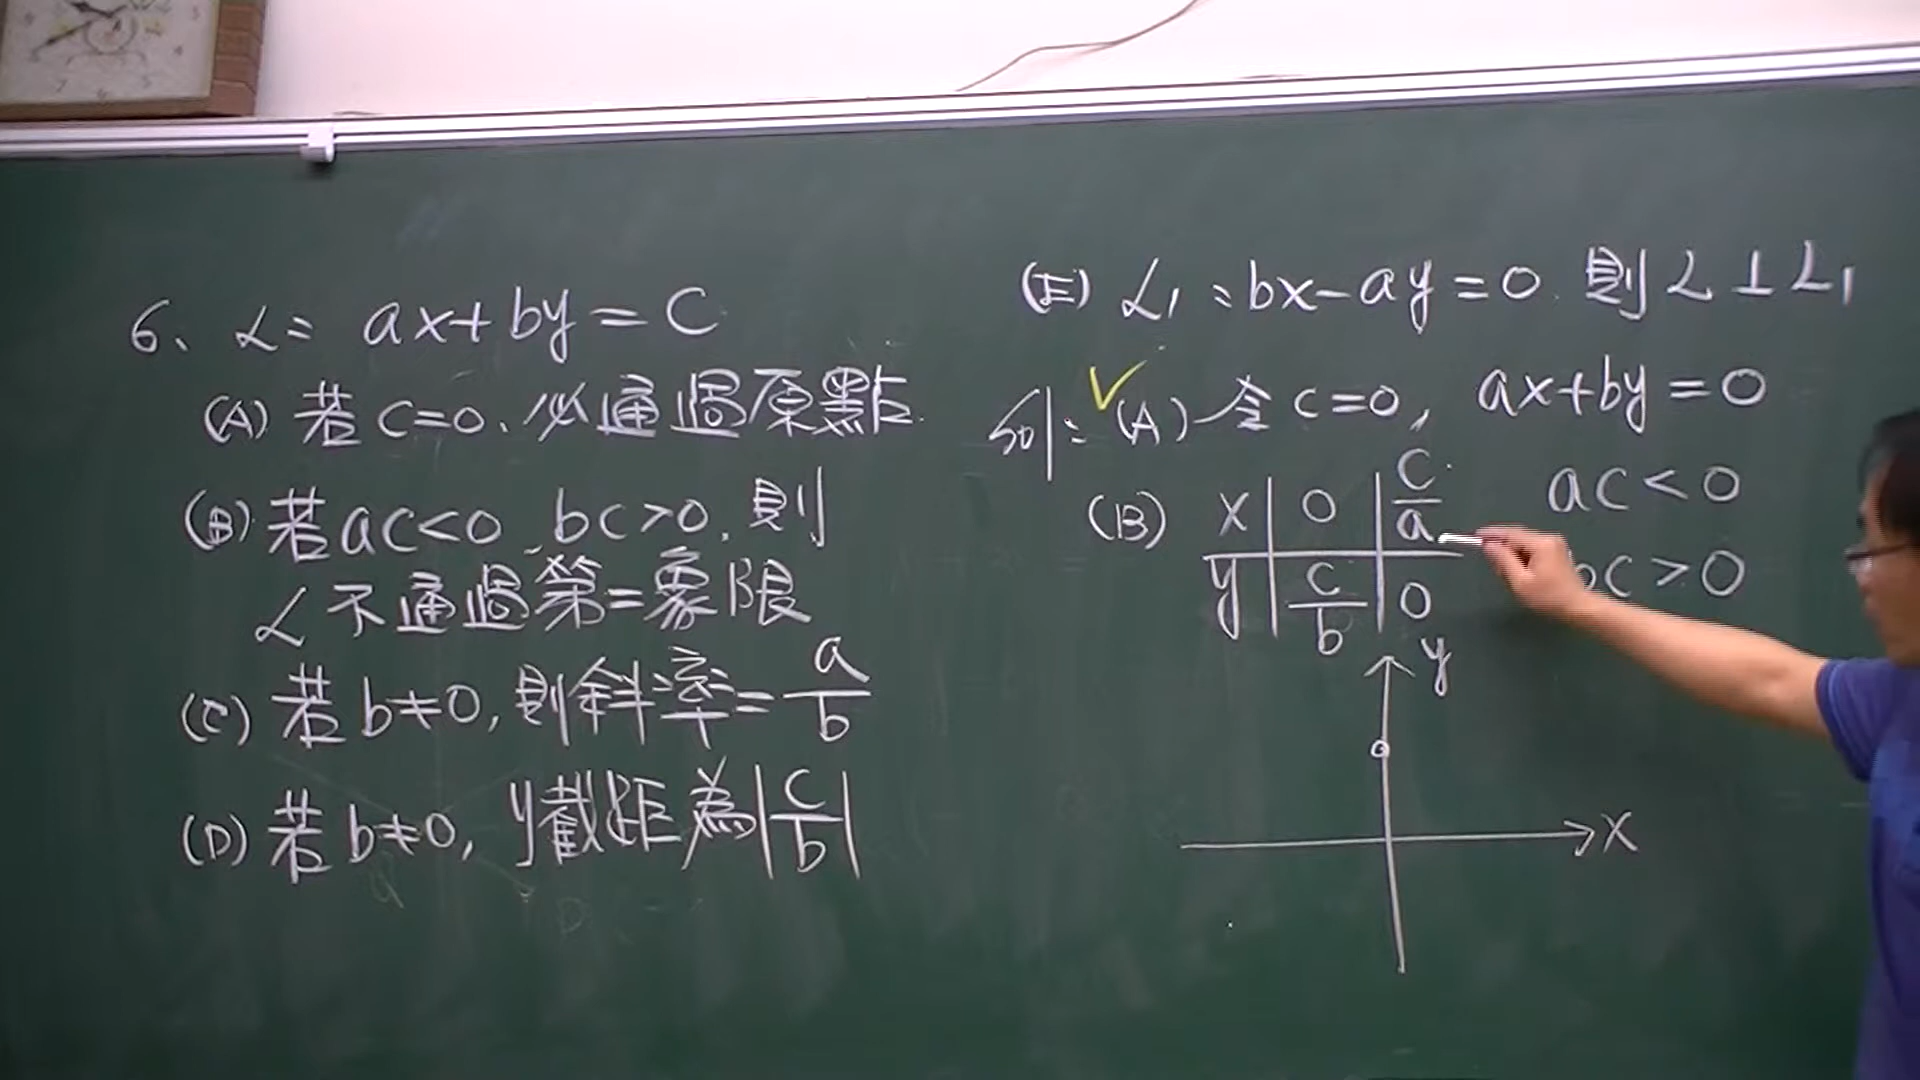 6、L: ax+by=c
(A) 若c=0、必通過原點.
(B) 若ac<0、bc>0、則
L不通過第=象限
(C) 若b≠0, 則斜率=a/b
(D) 若b≠0, y截距為|c/b|
(E) L₁:bx-ay=0 則L⊥L₁
(A) 令c=0, ax+by=0
(B) x | 0 | c/a ac<0
y | c/b | 0 bc>0
y
x